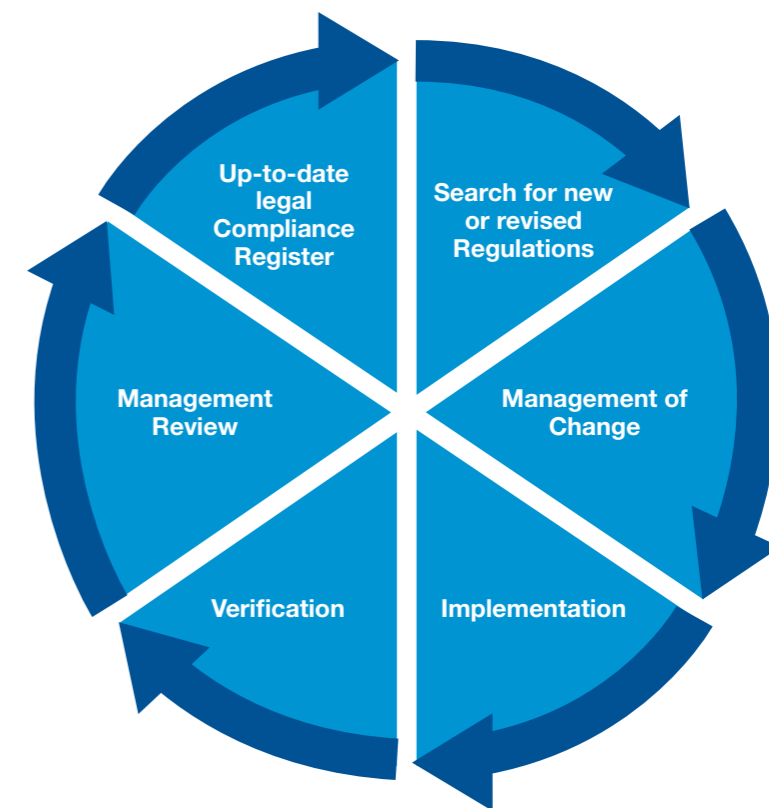 Up-to-date
legal
Compliance
Register
Search for new
or revised
Regulations
Management
Review
Management of
Change
Verification
Implementation